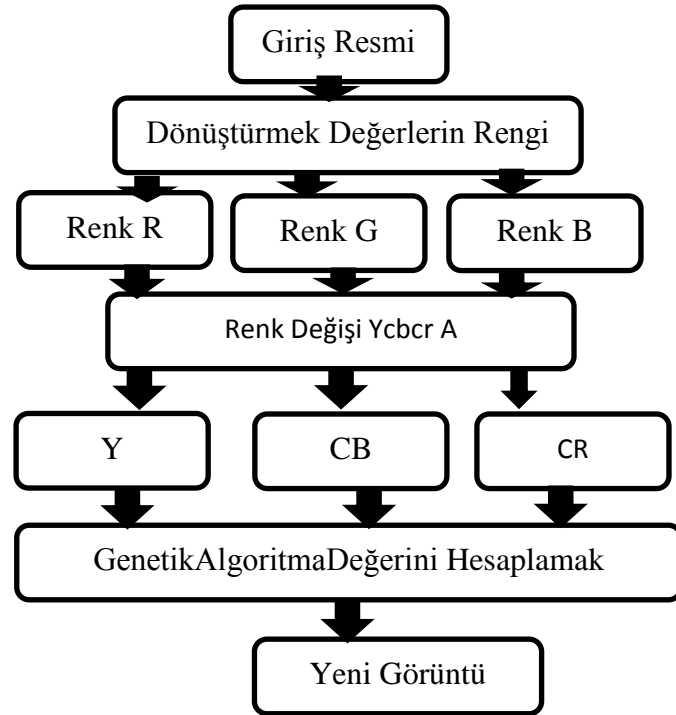 Giriş Resmi
Dönüştürmek Değerlerin Rengi
Renk R
Renk G
Renk B
Renk Değişi Ycbcr A
Y
CB
CR
GenetikAlgoritmaDeğerini Hesaplamak
Yeni Görüntü